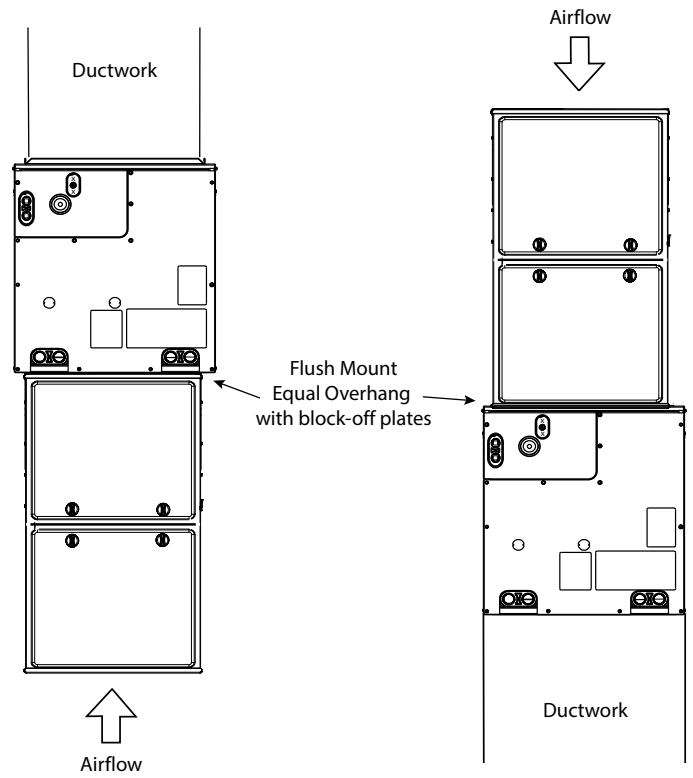 Ductwork
Airflow
Flush Mount
Equal Overhang
with block-off plates
Airflow
Ductwork